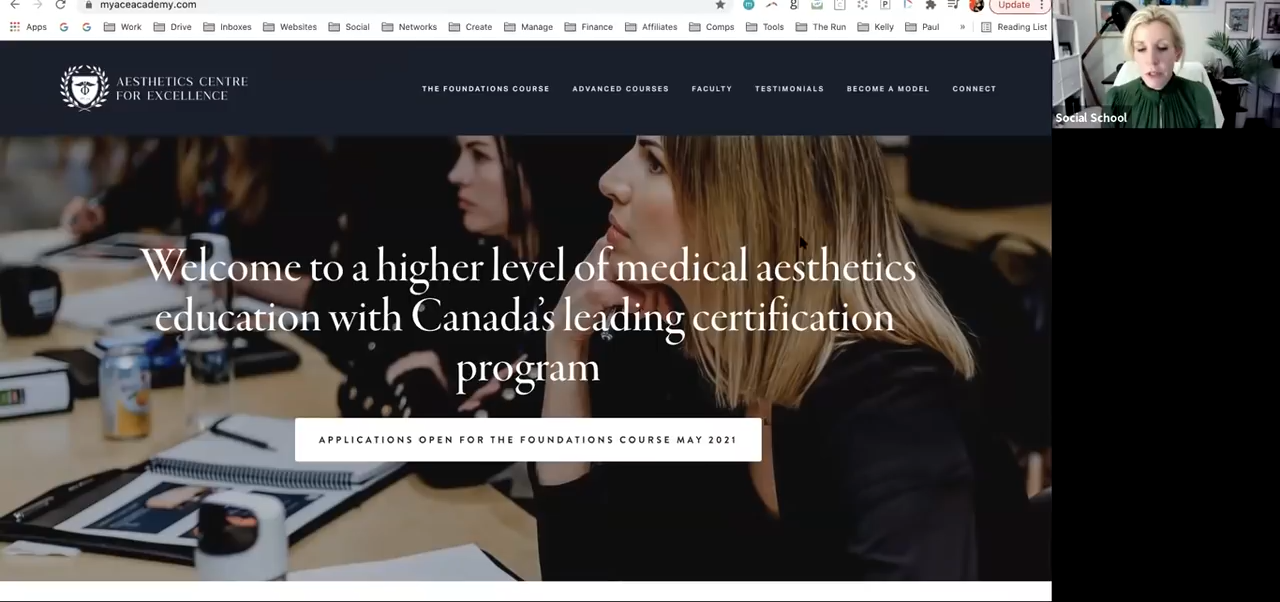 myaceacademy.com
Update
Apps
Work
Drive
Inboxes
Websites
Social
Networks
Create
Manage
Finance
Affiliates
Comps
Tools
The Run
Kelly
Paul
»
Reading List
AESTHETICS CENTRE
FOR EXCELLENCE
THE FOUNDATIONS COURSE
ADVANCED COURSES
FACULTY
TESTIMONIALS
BECOME A MODEL
CONNECT
Social School
Welcome to a higher level of medical aesthetics
education with Canada's leading certification
program
APPLICATIONS OPEN FOR THE FOUNDATIONS COURSE MAY 2021